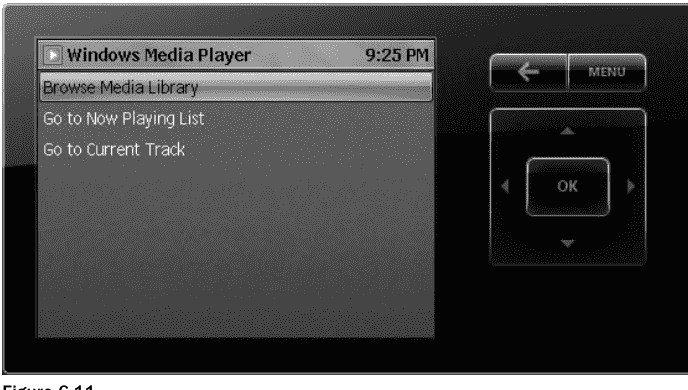 Windows Media Player 9:25 PM
Browse Media Library
Go to Now Playing List
Go to Current Track
MENU
OK
Figure 6-11